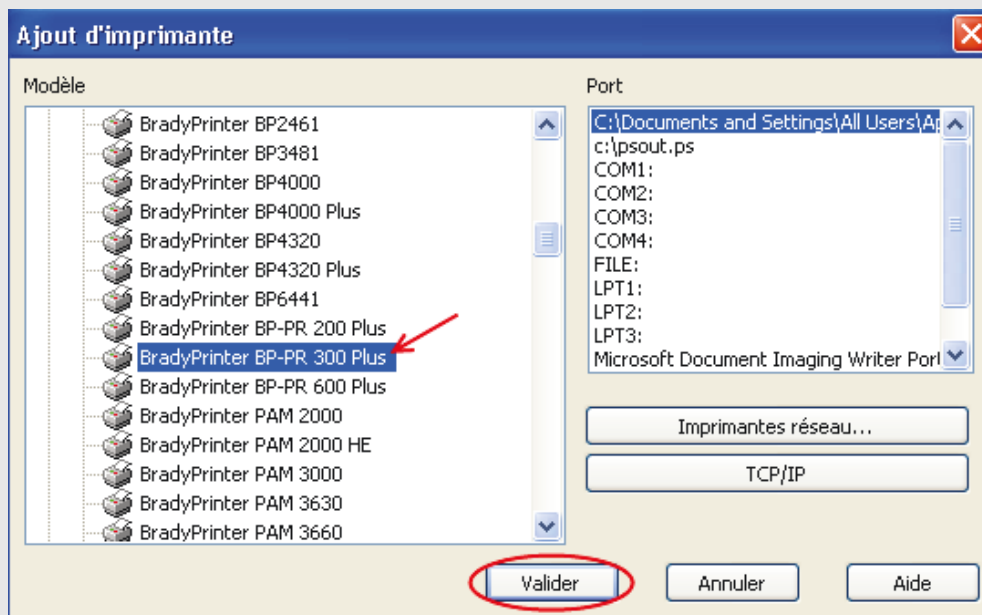 Ajout d'imprimante
Modèle
BradyPrinter BP2461
BradyPrinter BP3481
BradyPrinter BP4000
BradyPrinter BP4000 Plus
BradyPrinter BP4320
BradyPrinter BP4320 Plus
BradyPrinter BP6441
BradyPrinter BP-PR 200 Plus
BradyPrinter BP-PR 300 Plus
BradyPrinter BP-PR 600 Plus
BradyPrinter PAM 2000
BradyPrinter PAM 2000 HE
BradyPrinter PAM 3000
BradyPrinter PAM 3630
BradyPrinter PAM 3660
Port
C:\Documents and Settings\All Users\Ap
c:\psout.ps
COM1:
COM2:
COM3:
COM4:
FILE:
LPT1:
LPT2:
LPT3:
Microsoft Document Imaging Writer Port
Imprimantes réseau...
TCP/IP
Valider
Annuler
Aide